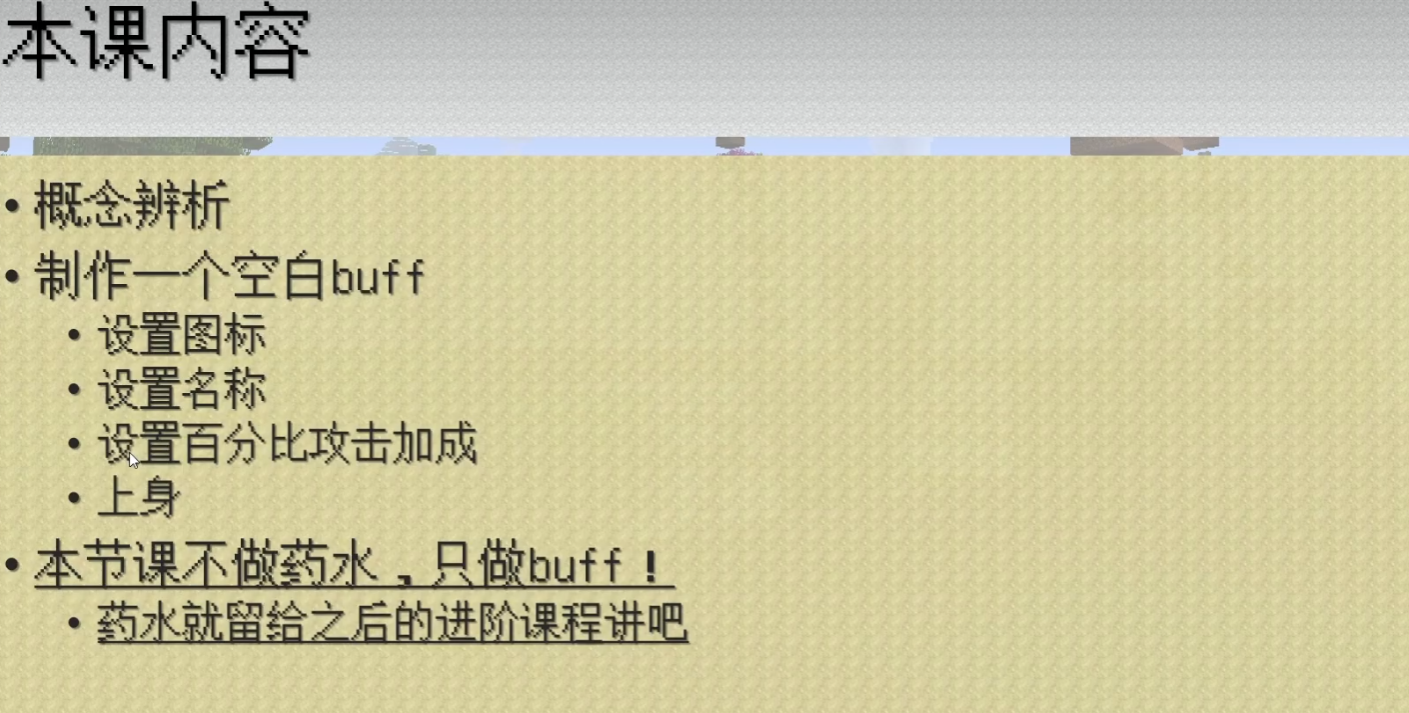 本课内容
• 概念辨析
• 制作一个空白buff
• 设置图标
• 设置名称
• 设置百分比攻击加成
• 上身
• 本节课不做药水，只做buff！
• 药水就留给之后的进阶课程讲吧